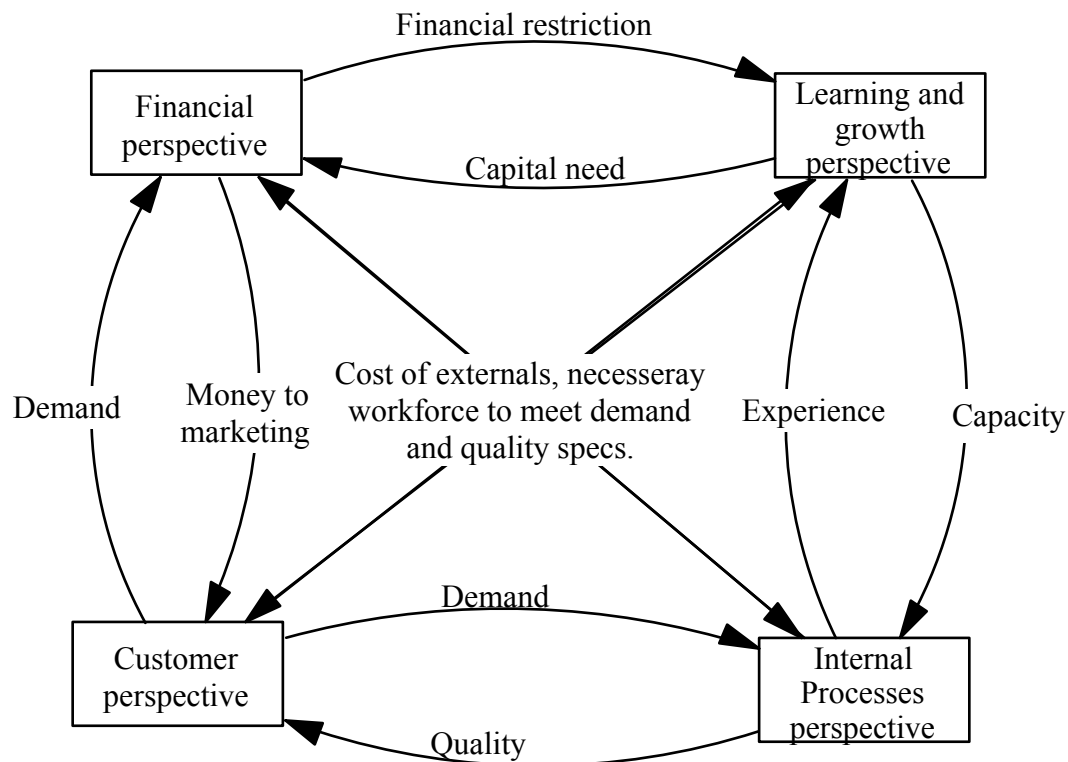 Financial restriction
Financial
perspective
Learning and
growth
perspective
Capital need
Demand
Money to
marketing
Cost of externals, necesseray
workforce to meet demand
and quality specs.
Experience
Capacity
Demand
Customer
perspective
Internal
Processes
perspective
Quality